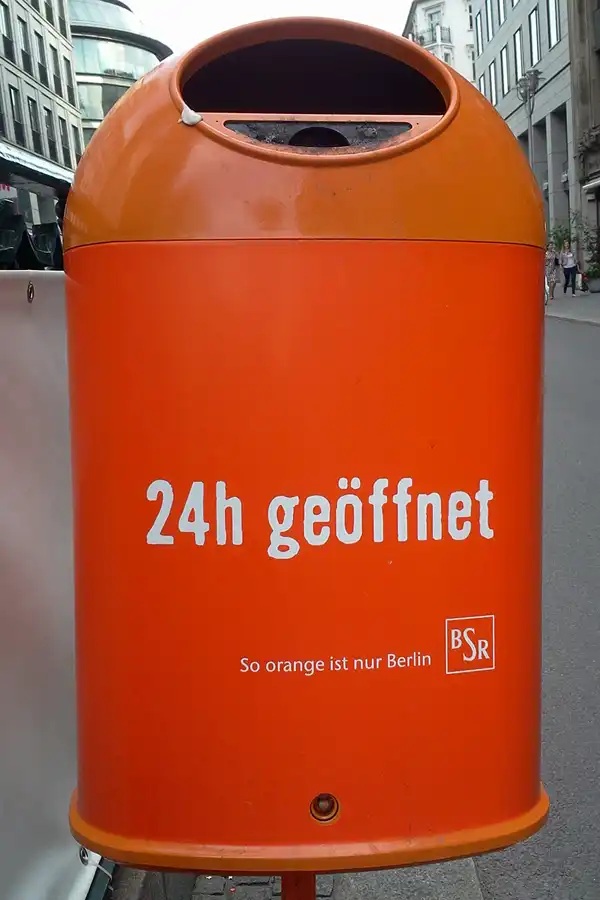 24h geöffnet
So orange ist nur Berlin
BSR